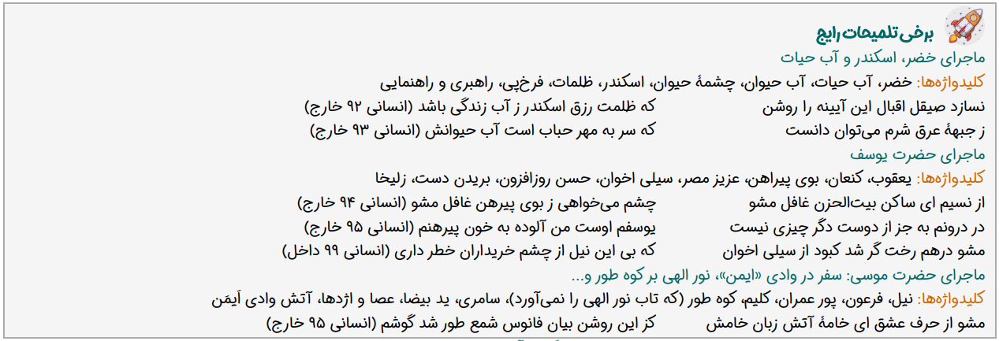 برخی تلمیحات رایج
ماجرای خضر، اسکندر و آب حیات
کلیدواژه‌ها: خضر، آب حیات، آب حیوان، چشمهٔ حیوان، اسکندر، ظلمات، فرخ‌پی، راهبری و راهنمایی
نسازد صیقل اقبال این آیینه را روشن که ظلمت رزق اسکندر ز آب زندگی باشد (انسانی ۹۲ خارج)
ز جبههٔ عرق شرم می‌توان دانست که سر به مهر حباب است آب حیوانش (انسانی ۹۳ خارج)
ماجرای حضرت یوسف
کلیدواژه‌ها: یعقوب، کنعان، بوی پیراهن، عزیز مصر، سیلی اخوان، حسن روزافزون، بریدن دست، زلیخا
از نسیم ای ساکن بیت‌الحزن غافل مشو چشم می‌خواهی ز بوی پیرهن غافل مشو (انسانی ۹۴ خارج)
در درونم به جز از دوست دگر چیزی نیست یوسفم اوست من آلوده به خون پیرهنم (انسانی ۹۵ خارج)
مشو درهم رخت گر شد کبود از سیلی اخوان که بی این نیل از چشم خریداران خطر داری (انسانی ۹۹ داخل)
ماجرای حضرت موسی: سفر در وادی «ایمن»، نور الهی بر کوه طور و...
کلیدواژه‌ها: نیل، فرعون، پور عمران، کلیم، کوه طور (که تاب نور الهی را نمی‌آورد)، سامری، ید بیضا، عصا و اژدها، آتش وادی اَیمَن
مشو از حرف عشق ای خامهٔ آتش زبان خامش کز این روشن بیان فانوس شمع طور شد گوشم (انسانی ۹۵ خارج)